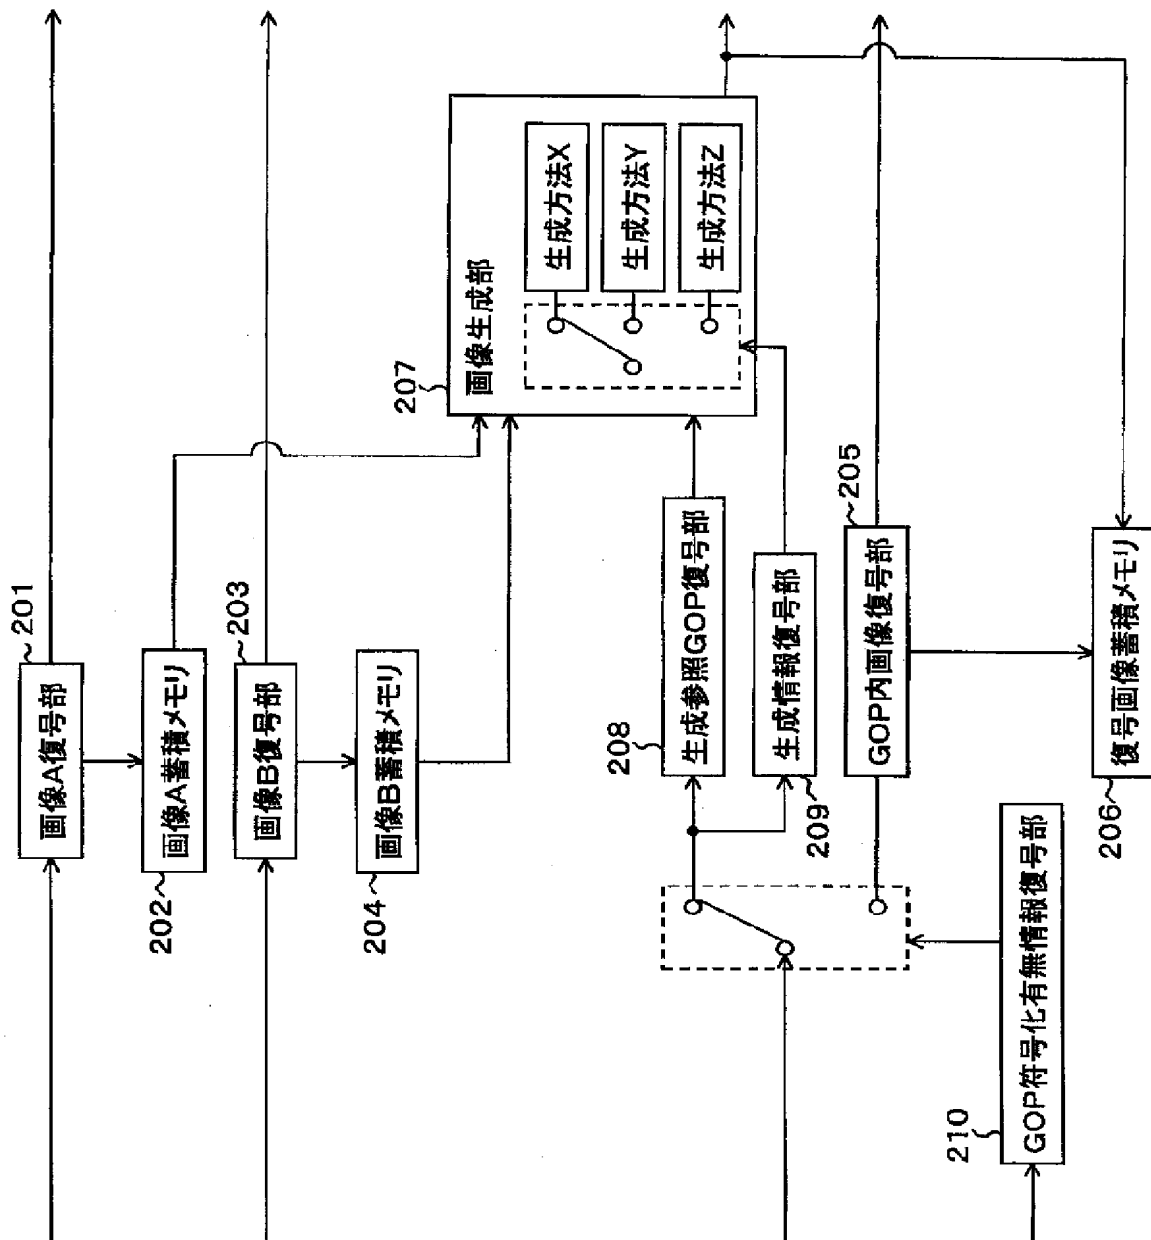 201
画像A復号部
画像A蓄積メモリ
202
203
画像B復号部
画像B蓄積メモリ
204
207
画像生成部
生成方法X
生成方法Y
生成方法Z
208
生成参照GOP復号部
生成情報復号部
209
205
GOP内画像復号部
復号画像蓄積メモリ
206
210
GOP符号化有無情報復号部